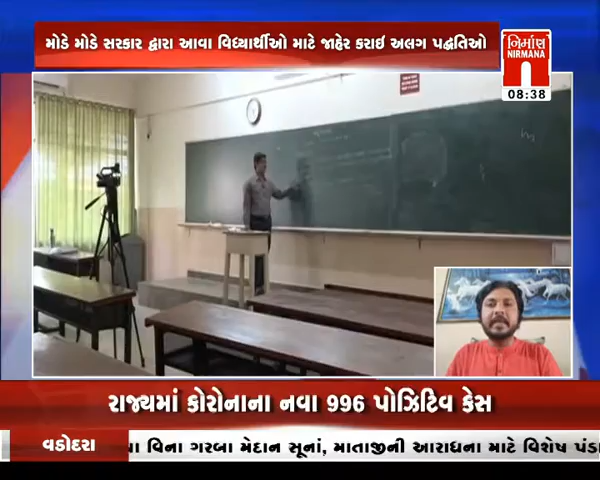 મોડે મોડે સરકાર દ્વારા આવા વિધ્યાર્થીઓ માટે જાહેર કરાઇ અલગ પદ્ધતિઓ
નિર્માણ
NIRMANA
08:38
રાજ્યમાં કોરોનાના નવા 996 પોઝિટિવ કેસ
વડોદરા
વિના ગરબા મેદાન સૂનાં, માતાજીની આરાધના માટે વિશેષ